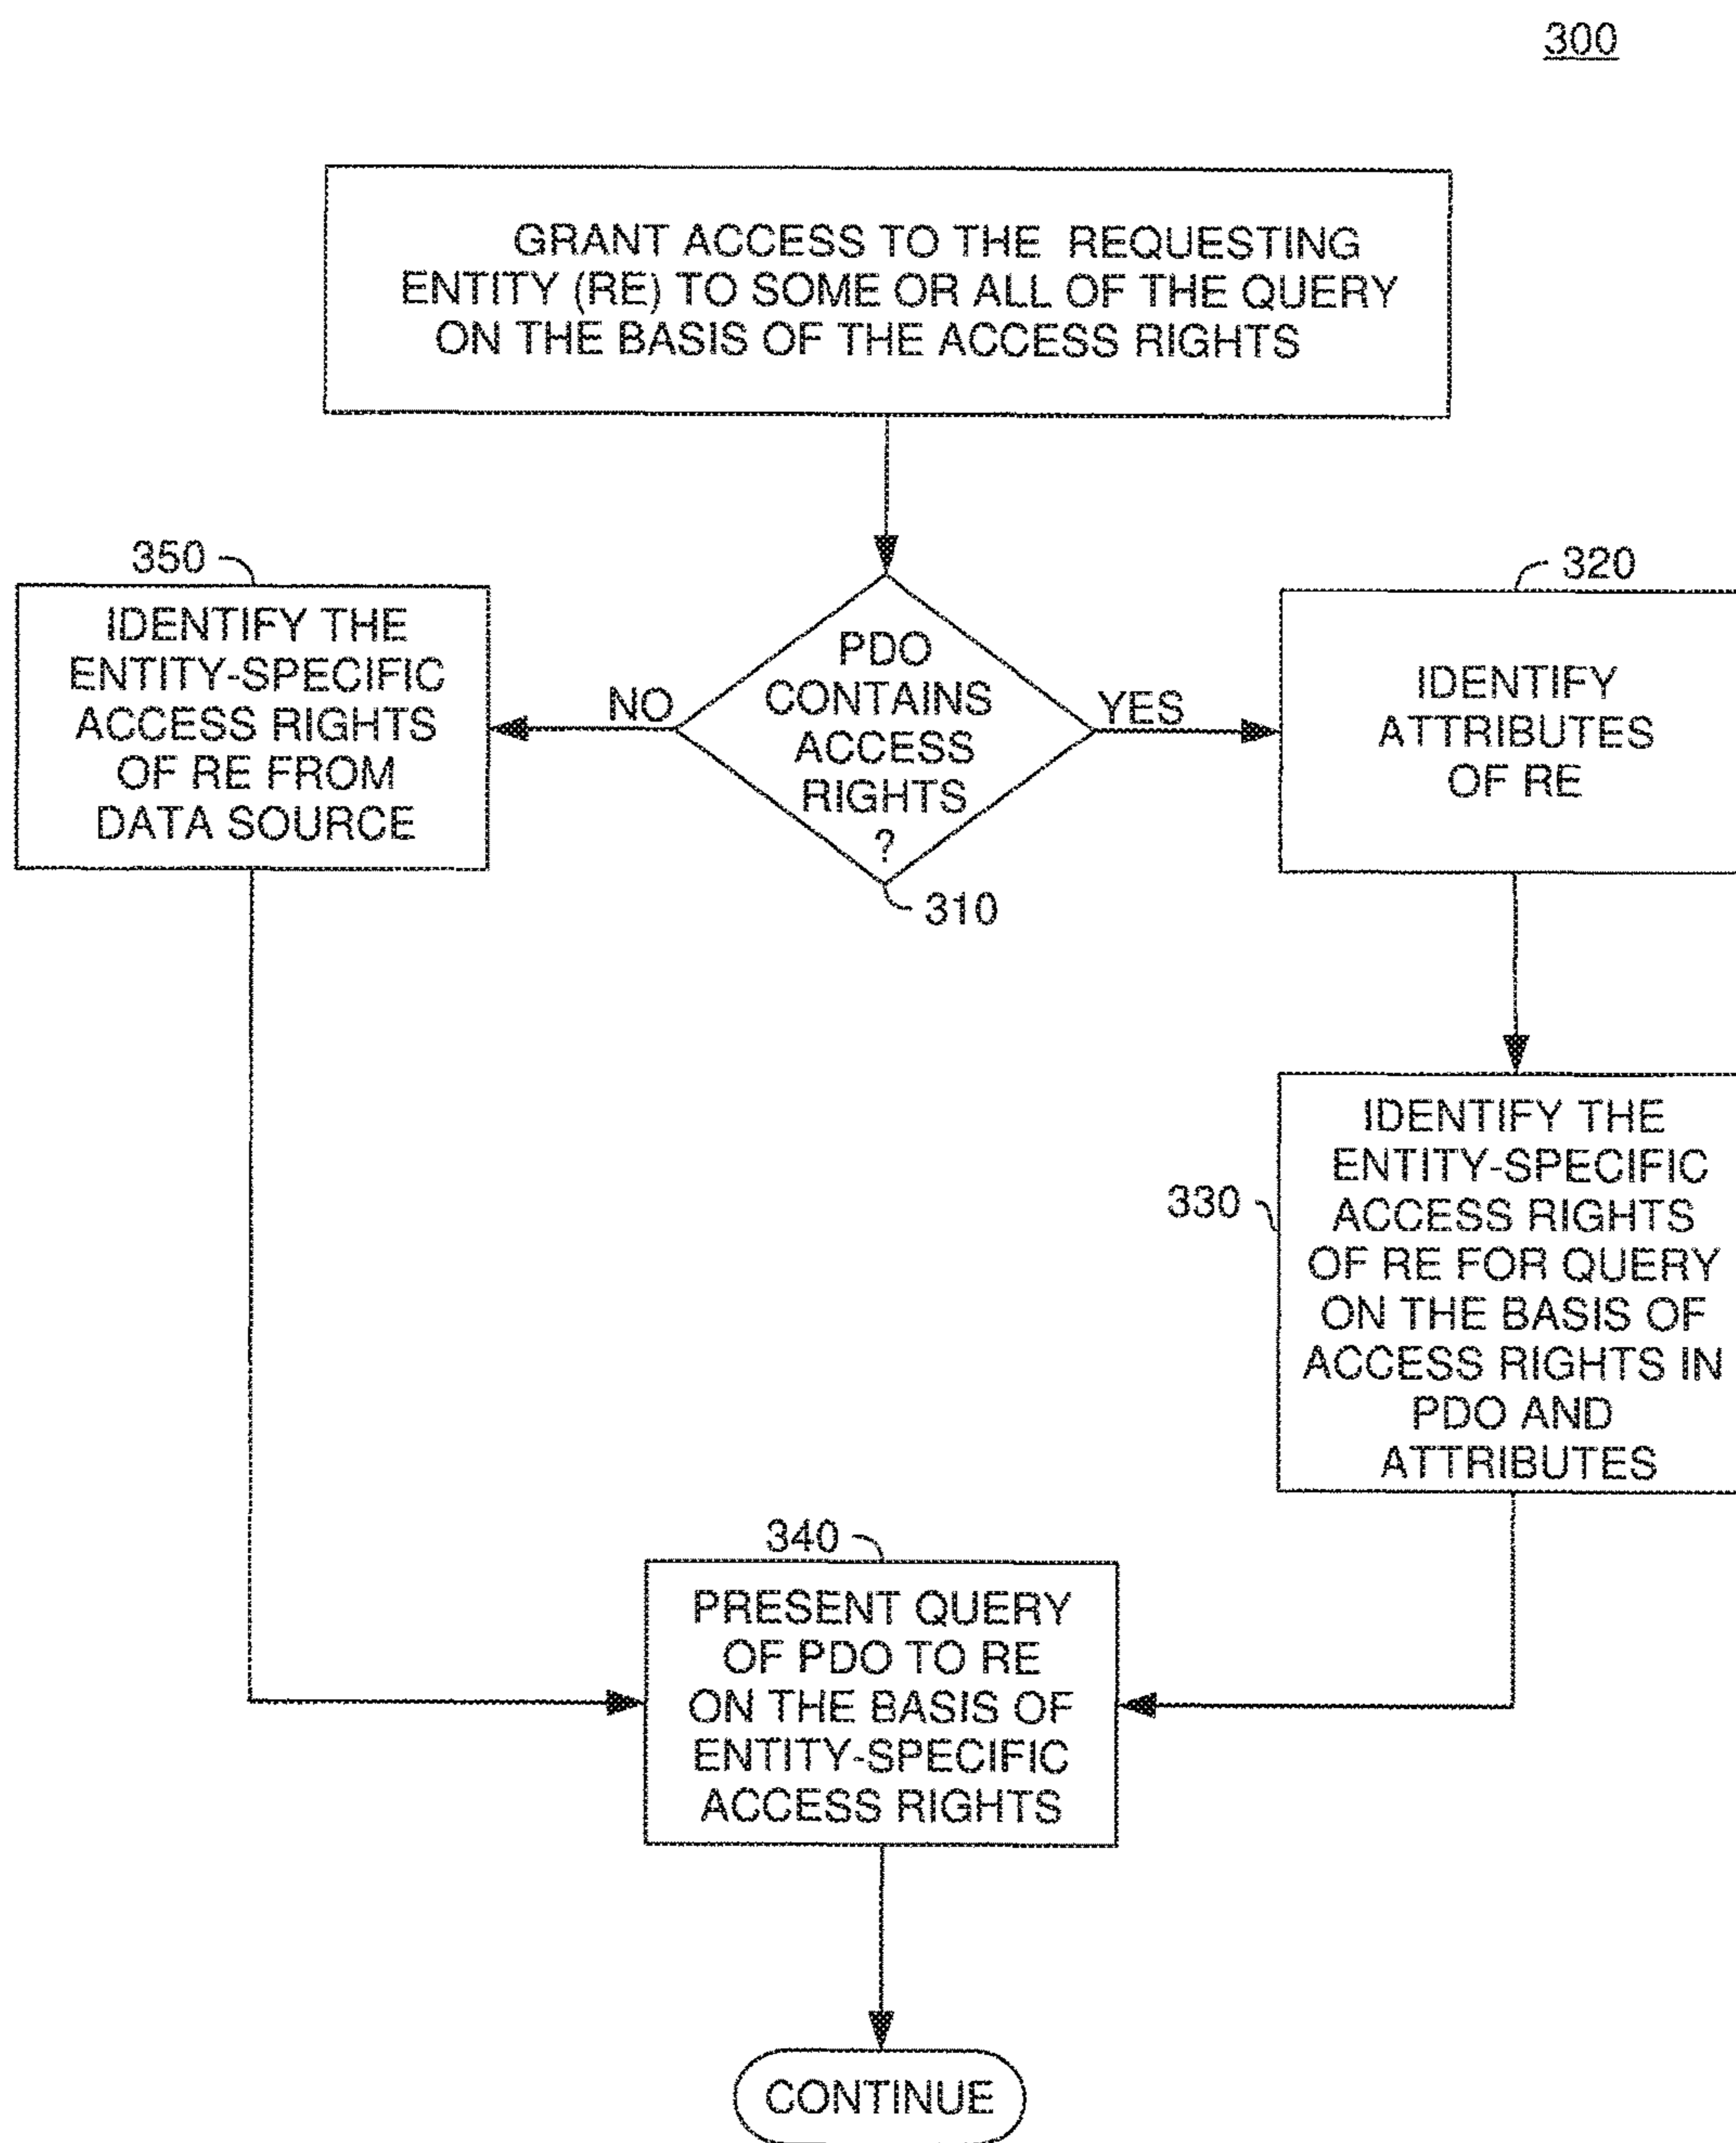 300
GRANT ACCESS TO THE REQUESTING
ENTITY (RE) TO SOME OR ALL OF THE QUERY
ON THE BASIS OF THE ACCESS RIGHTS
350
IDENTIFY THE
ENTITY-SPECIFIC
ACCESS RIGHTS
OF RE FROM
DATA SOURCE
NO
PDO
CONTAINS
ACCESS
RIGHTS
?
310
YES
320
IDENTIFY
ATTRIBUTES
OF RE
330
IDENTIFY THE
ENTITY-SPECIFIC
ACCESS RIGHTS
OF RE FOR QUERY
ON THE BASIS OF
ACCESS RIGHTS IN
PDO AND
ATTRIBUTES
340
PRESENT QUERY
OF PDO TO RE
ON THE BASIS OF
ENTITY-SPECIFIC
ACCESS RIGHTS
CONTINUE